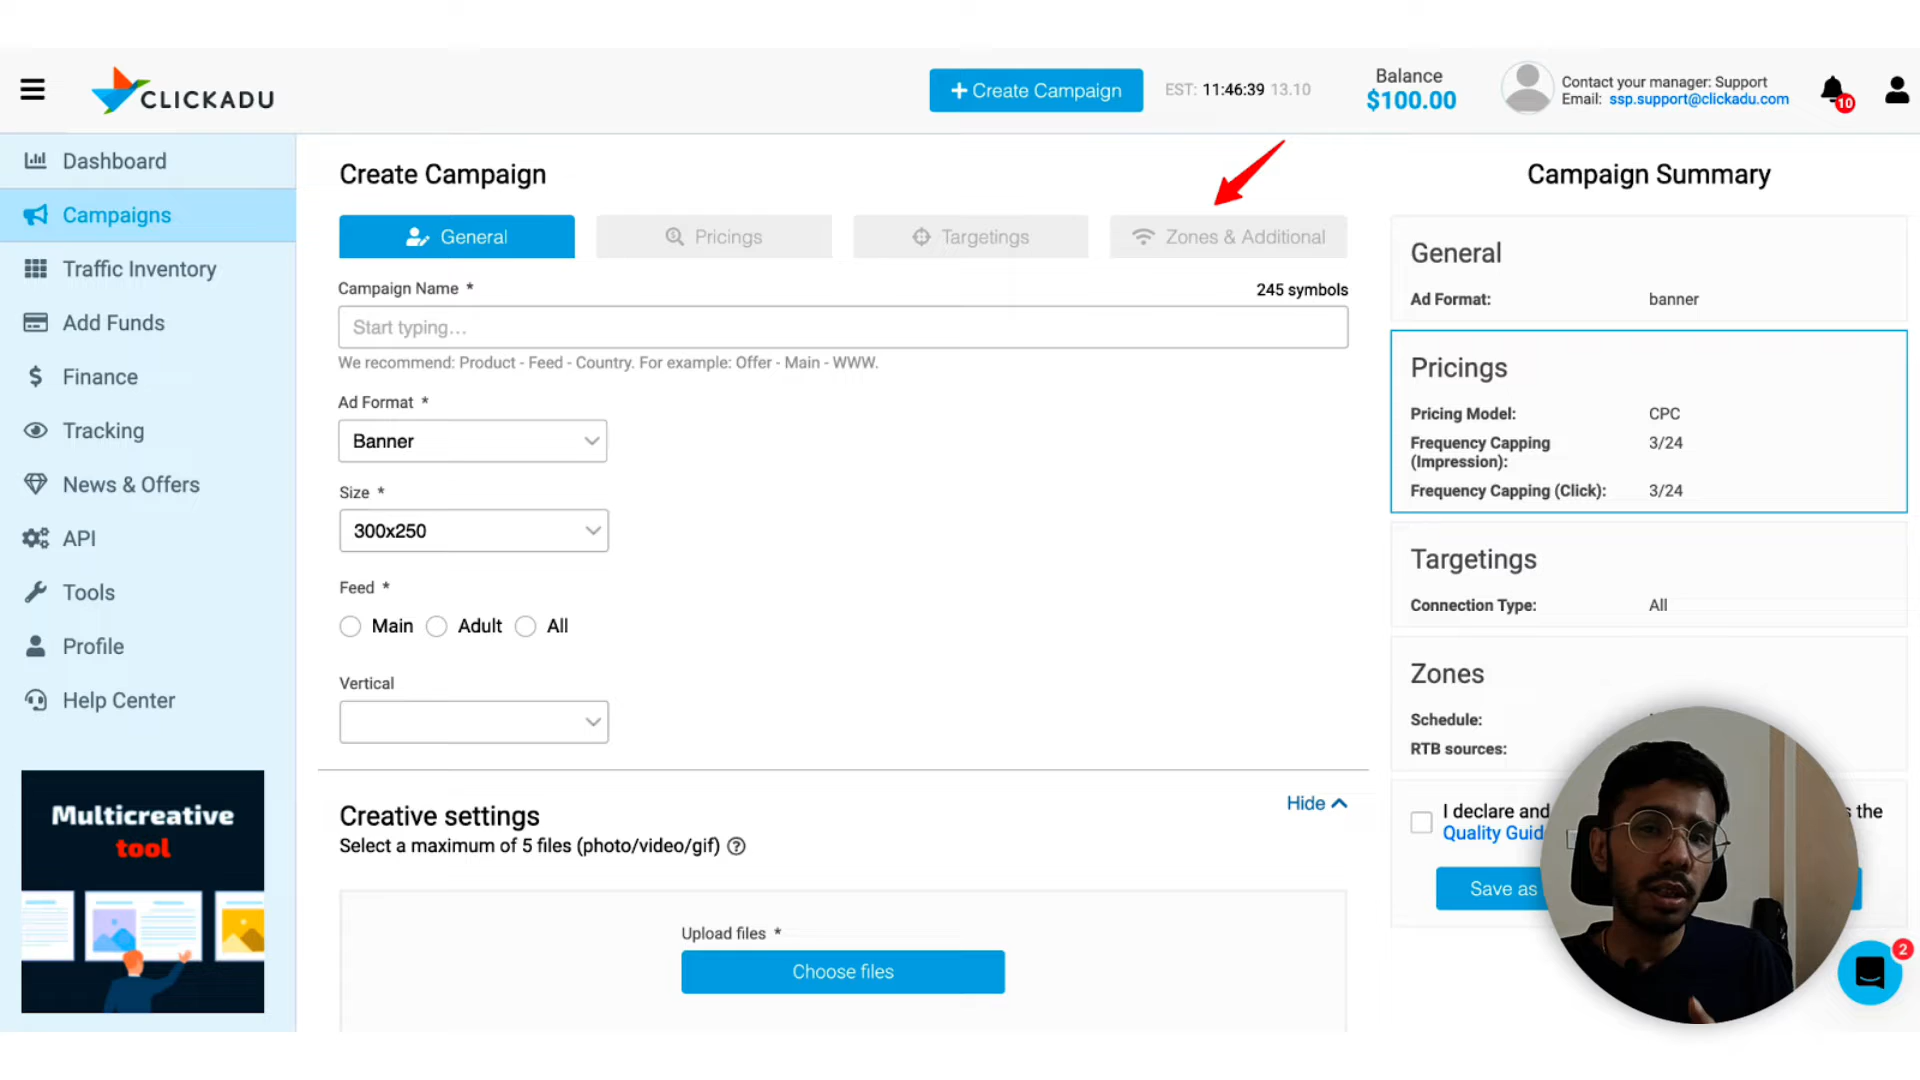 CLICKADU
+ Create Campaign
EST: 11:46:39 13.10
Balance
$100.00
Contact your manager: Support
Email: ssp.support@clickadu.com
10
Dashboard
Campaigns
Traffic Inventory
Add Funds
Finance
Tracking
News & Offers
API
Tools
Profile
Help Center
Multicreative
tool
Create Campaign
General
Pricings
Targetings
Zones & Additional
Campaign Name *
245 symbols
Start typing...
We recommend: Product - Feed - Country. For example: Offer - Main - WWW.
Ad Format *
Banner
Size *
300x250
Feed *
Main
Adult
All
Vertical
Creative settings
Hide
Select a maximum of 5 files (photo/video/gif)
Upload files *
Choose files
Campaign Summary
General
Ad Format: banner
Pricings
Pricing Model: CPC
Frequency Capping (Impression): 3/24
Frequency Capping (Click): 3/24
Targetings
Connection Type: All
Zones
Schedule:
RTB sources:
I declare and
the
Quality
Save as
2